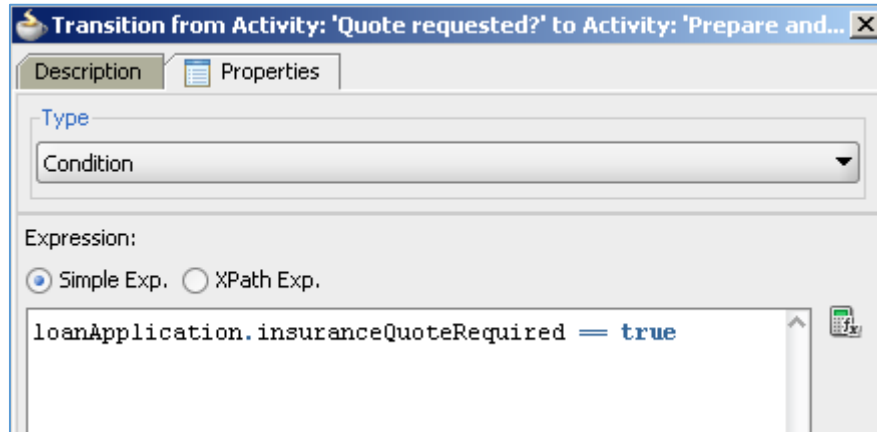 Transition from Activity: 'Quote requested?' to Activity: 'Prepare and...
Description Properties
Type
Condition
Expression:
Simple Exp. XPath Exp.
loanApplication.insuranceQuoteRequired == true